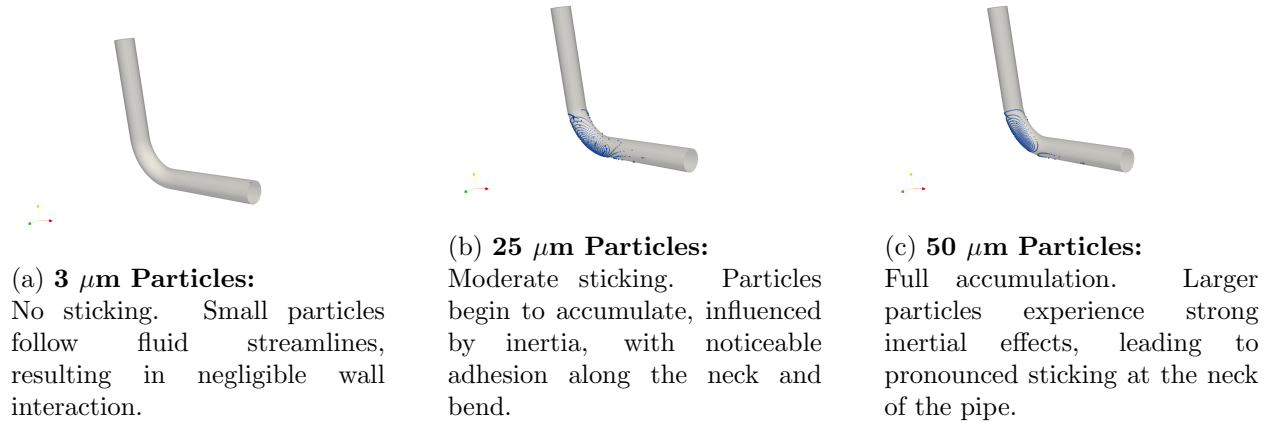 (a) 3 μm Particles:
No sticking. Small particles
follow fluid streamlines,
resulting in negligible wall
interaction.
(b) 25 μm Particles:
Moderate sticking. Particles
begin to accumulate, influenced
by inertia, with noticeable
adhesion along the neck and
bend.
(c) 50 μm Particles:
Full accumulation. Larger
particles experience strong
inertial effects, leading to
pronounced sticking at the neck
of the pipe.